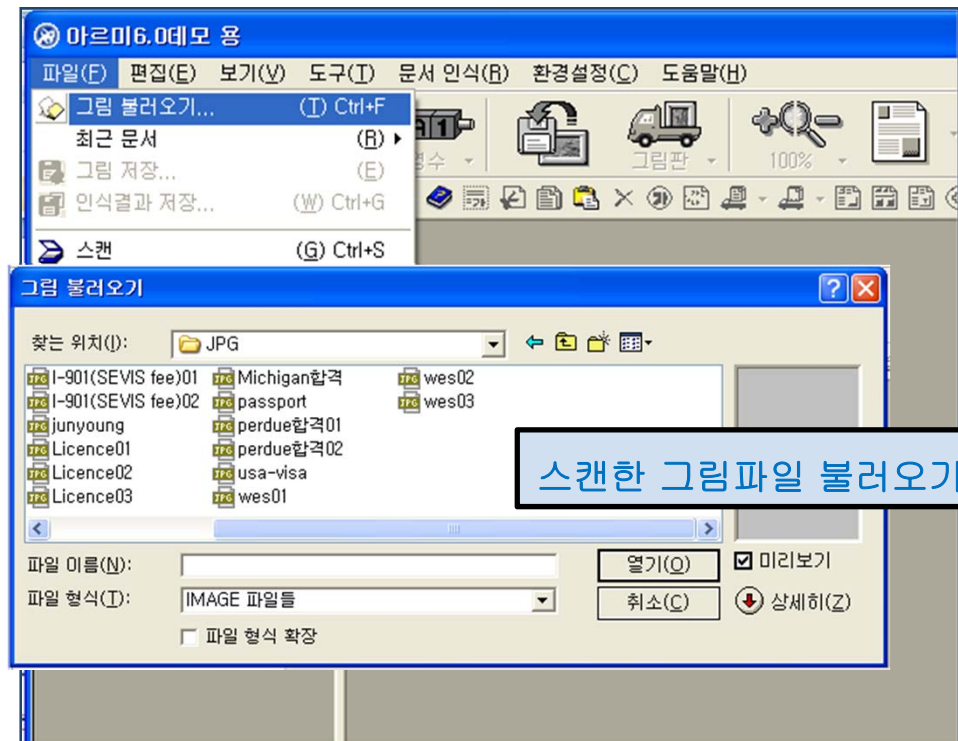 아르미6.0데모 용
파일(F) 편집(E) 보기(V) 도구(T) 문서 인식(R) 환경설정(C) 도움말(H)
그림 불러오기... (T) Ctrl+F
최근 문서 (R)
그림 저장... (E)
인식결과 저장... (W) Ctrl+G
스캔 (G) Ctrl+S
그림판 100%
그림 불러오기
찾는 위치(I): JPG
I-901(SEVIS fee)01 Michigan합격 wes02
I-901(SEVIS fee)02 passport wes03
junyoung perdue합격01
Licence01 perdue합격02
Licence02 usa-visa
Licence03 wes01
스캔한 그림파일 불러오기
파일 이름(N): 열기(O) 미리보기
파일 형식(T): IMAGE 파일들 취소(C) 상세히(Z)
파일 형식 확장